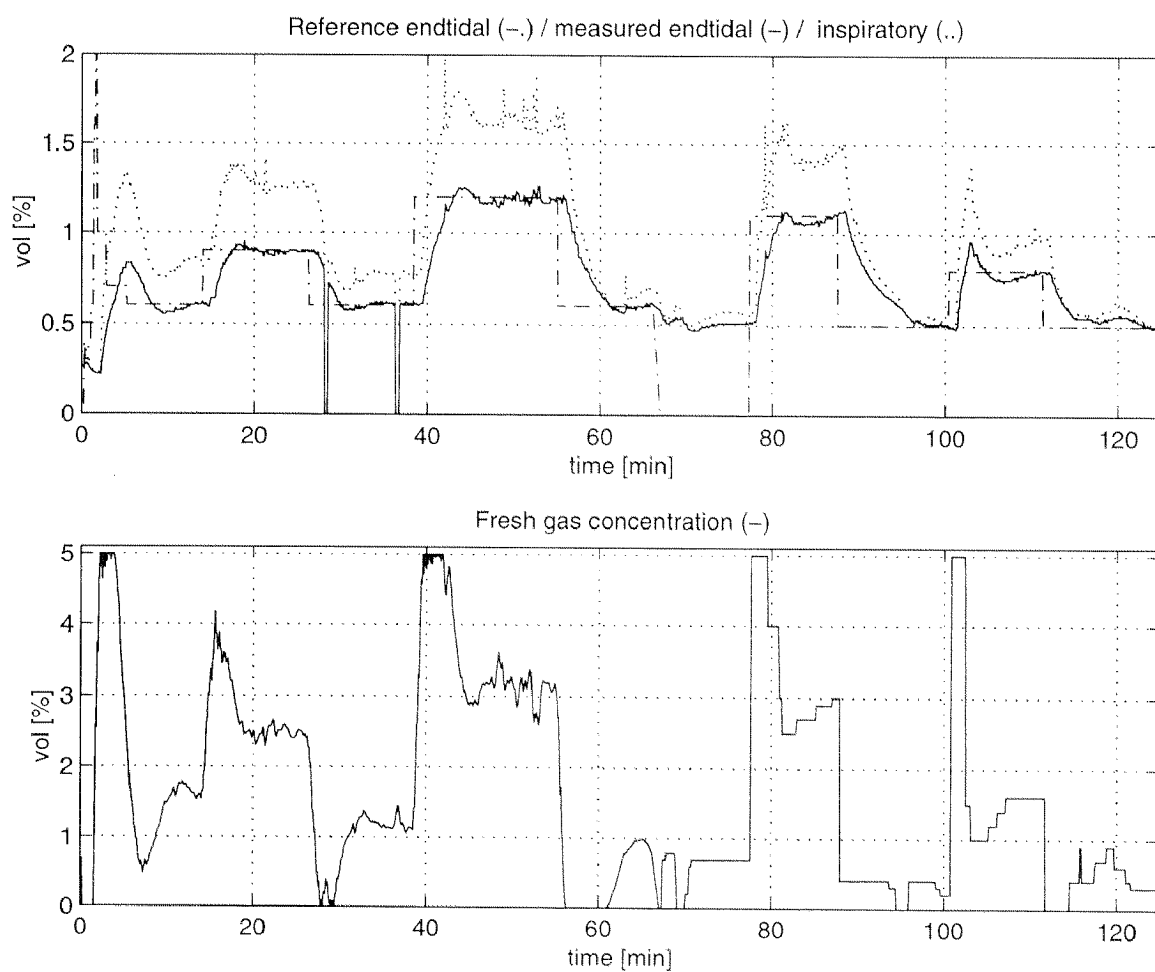 Reference endtidal (-.) / measured endtidal (-) / inspiratory (..)
2
1.5
1
0.5
0
vol [%]
0 20 40 60 80 100 120
time [min]
Fresh gas concentration (-)
5
4
3
2
1
0
vol [%]
0 20 40 60 80 100 120
time [min]